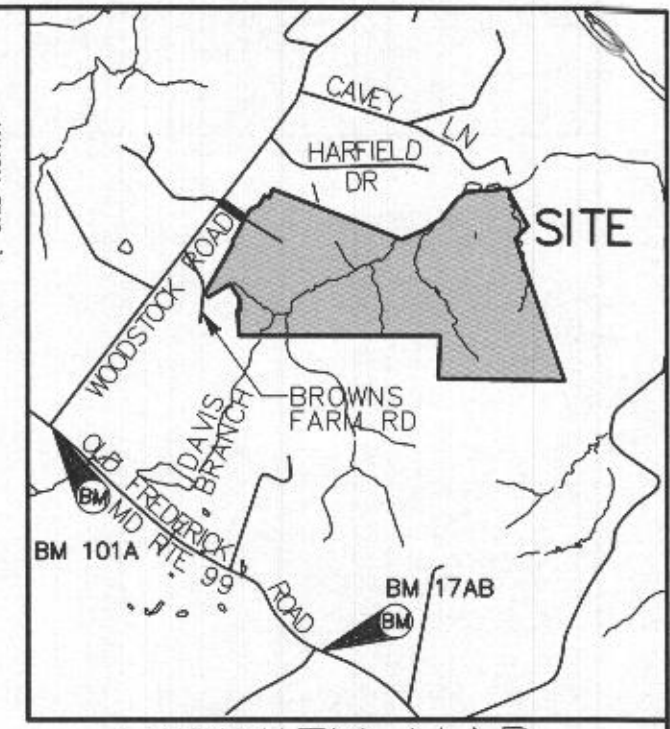 CAVEY
LN
HARFIELD
DR
SITE
WOODSTOCK ROAD
BROWNS
FARM RD
DAVIS
BRANCH
OLD FREDERICK
ROAD
MD RTE 99
BM
BM 101A
BM 17AB
BM